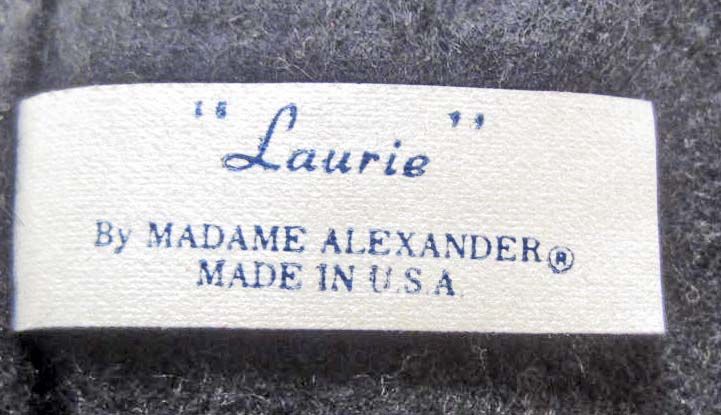 "Laurie"
By MADAME ALEXANDER®
MADE IN U.S.A.